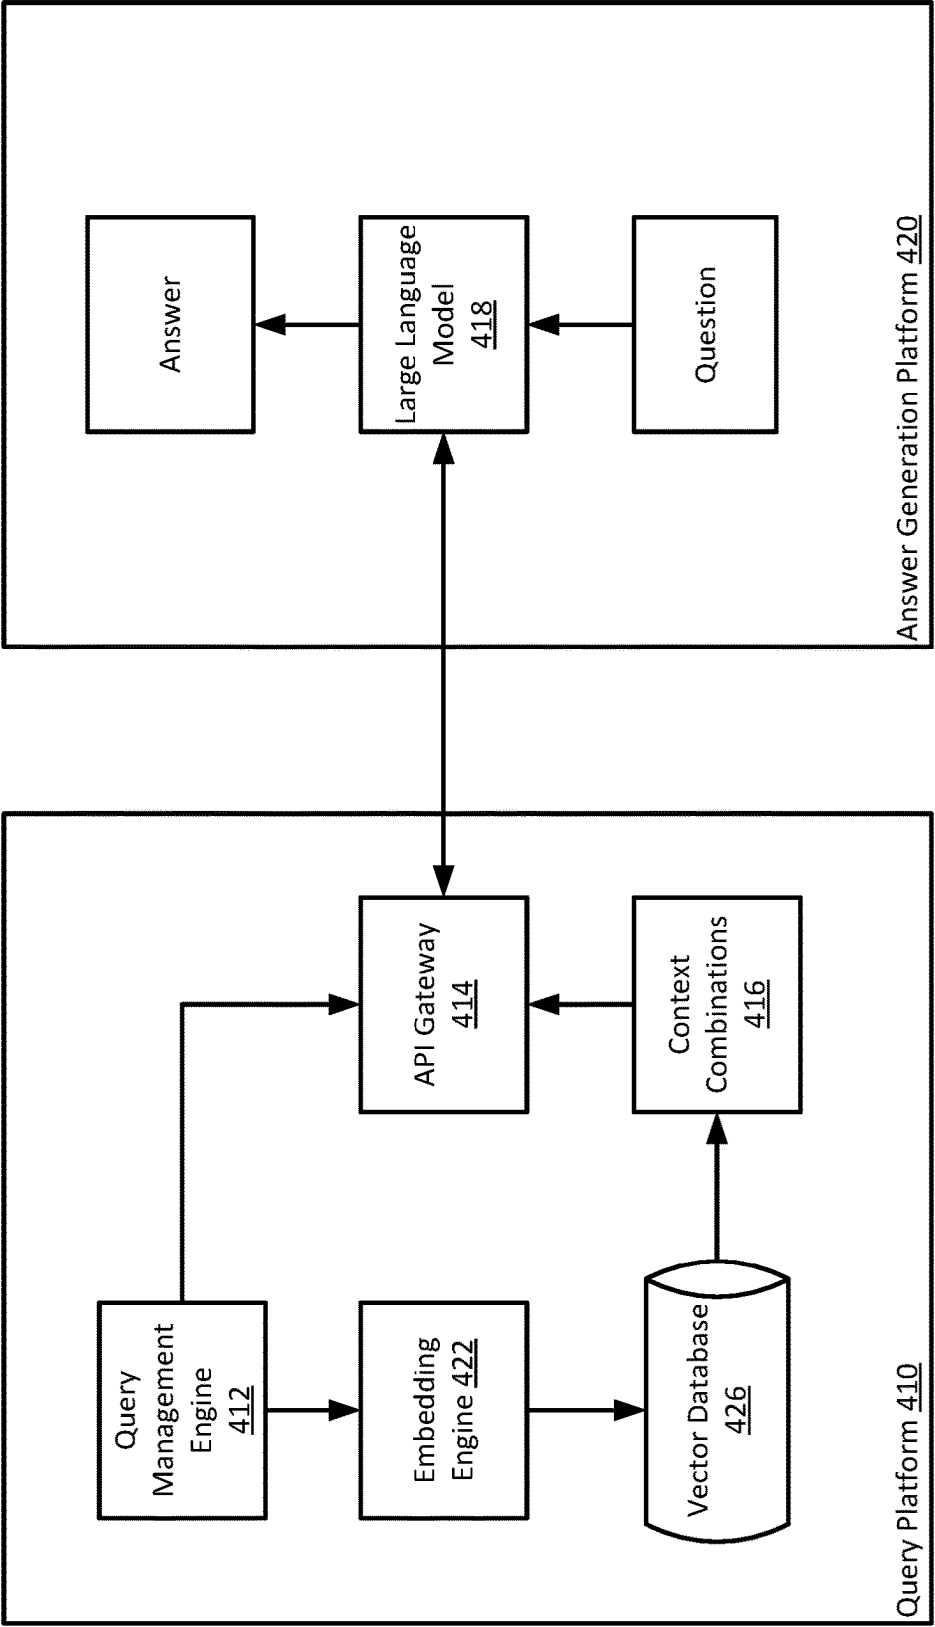 Query
Management
Engine
412
Embedding
Engine 422
Vector Database
426
API Gateway
414
Context
Combinations
416
Query Platform 410
Answer
Large Language
Model
418
Question
Answer Generation Platform 420